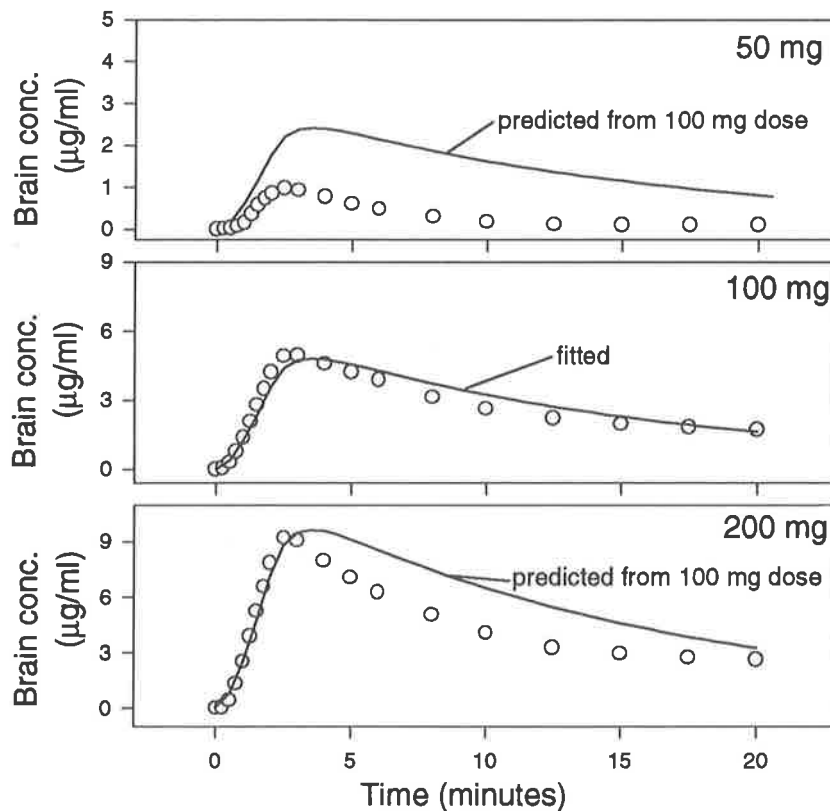 50 mg
Brain conc.
(µg/ml)
5
4
3
2
1
0
predicted from 100 mg dose
100 mg
Brain conc.
(µg/ml)
9
6
3
0
fitted
200 mg
Brain conc.
(µg/ml)
9
6
3
0
predicted from 100 mg dose
0 5 10 15 20
Time (minutes)